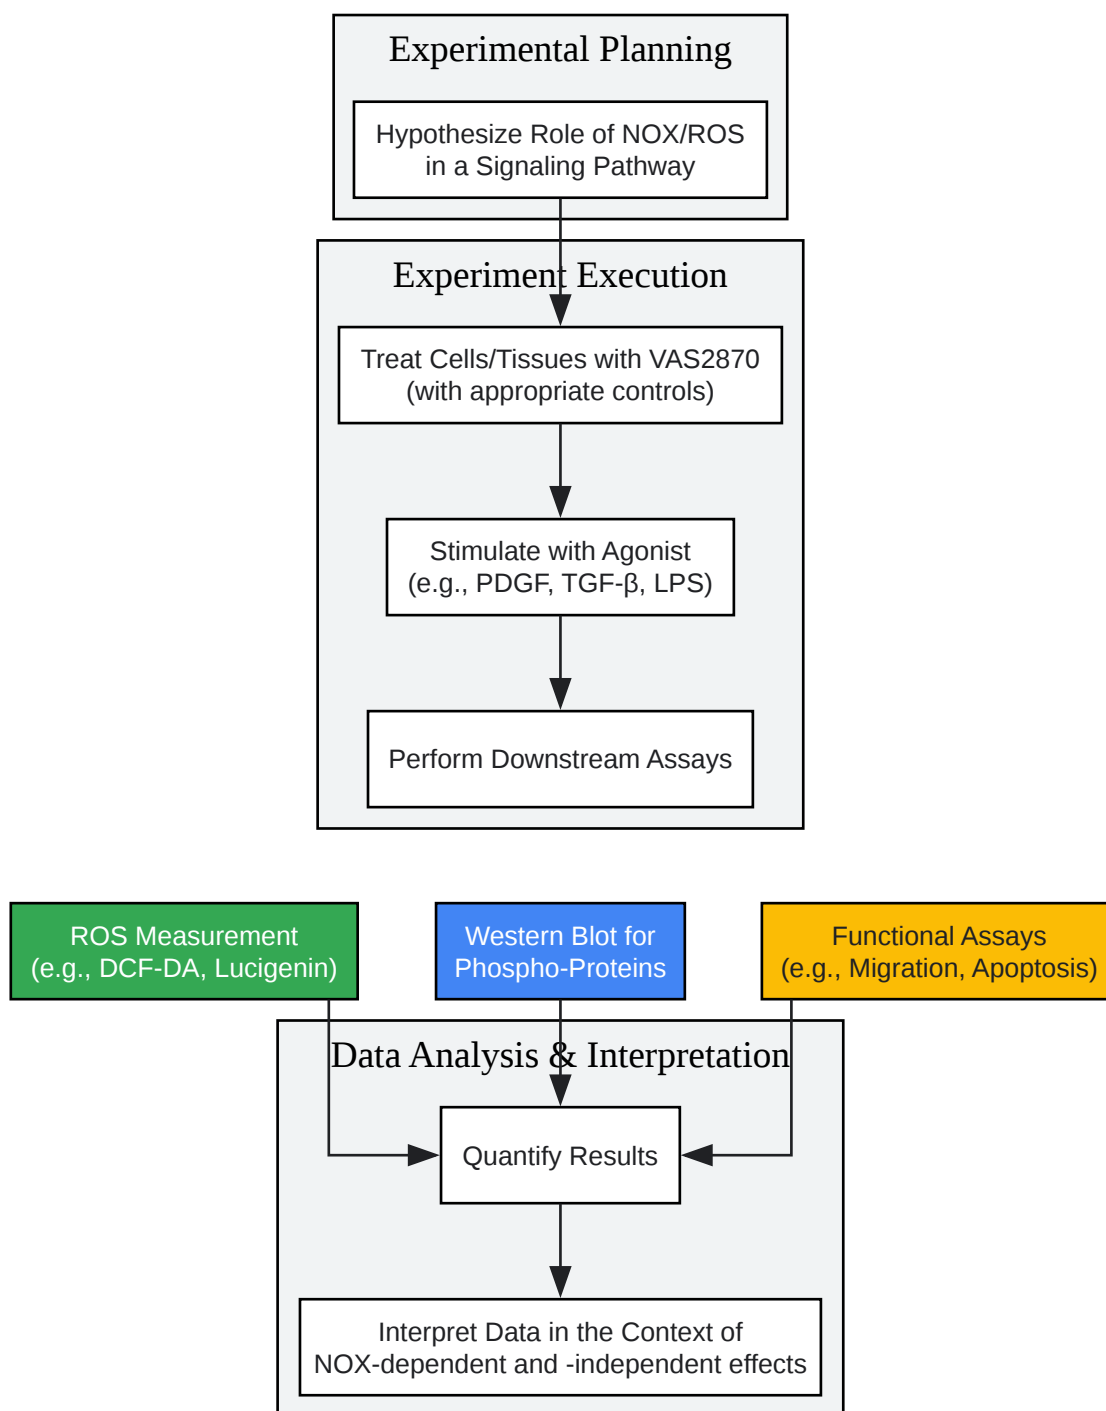 Experimental Planning
Hypothesize Role of NOX/ROS
in a Signaling Pathway
Experiment Execution
Treat Cells/Tissues with VAS2870
(with appropriate controls)
Stimulate with Agonist
(e.g., PDGF, TGF-β, LPS)
Perform Downstream Assays
ROS Measurement
(e.g., DCF-DA, Lucigenin)
Western Blot for
Phospho-Proteins
Functional Assays
(e.g., Migration, Apoptosis)
Data Analysis & Interpretation
Quantify Results
Interpret Data in the Context of
NOX-dependent and -independent effects